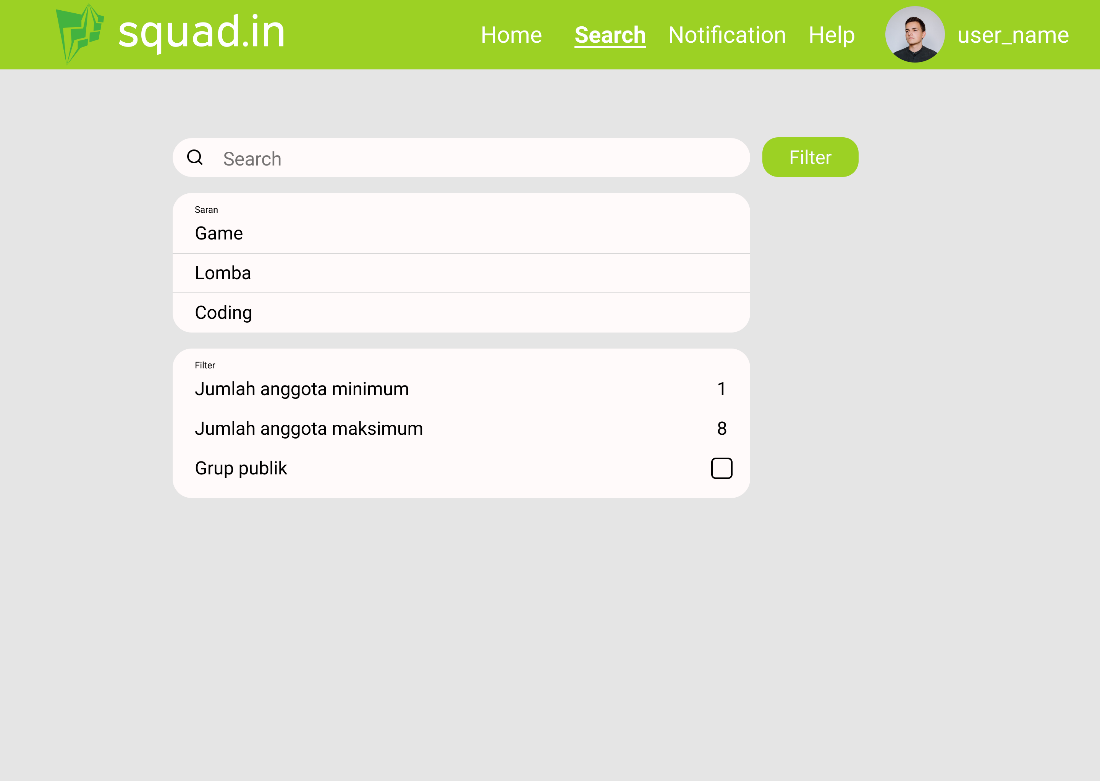 squad.in
Home Search Notification Help user_name
Search
Filter
Saran
Game
Lomba
Coding
Filter
Jumlah anggota minimum 1
Jumlah anggota maksimum 8
Grup publik